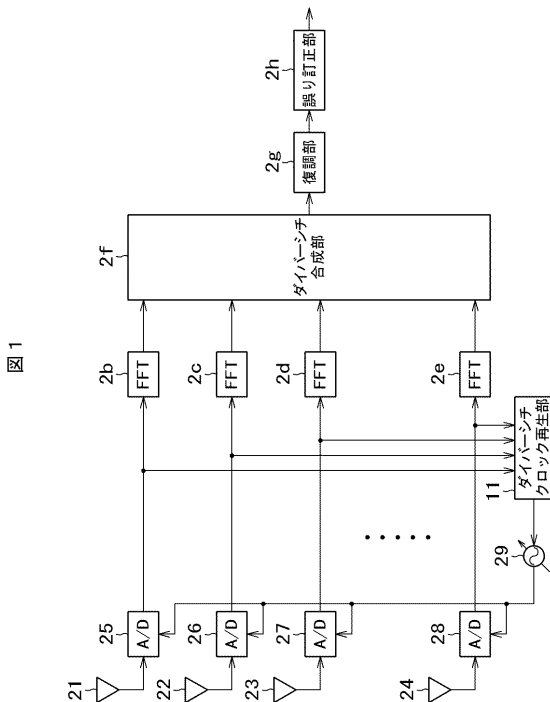 図1
21
25
A/D
2b
FFT
22
26
A/D
2c
FFT
23
27
A/D
2d
FFT
24
28
A/D
2e
FFT
2f
ダイバーシチ
合成部
2g
復調部
2h
誤り訂正部
29
11
ダイバーシチ
クロック再生部